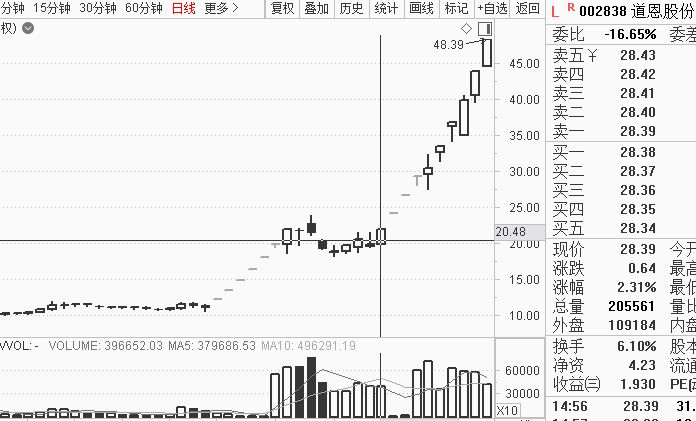 分钟 15分钟 30分钟 60分钟 日线 更多 > 复权 叠加 历史 统计 画线 标记 +自选 返回
权)
48.39
45.00
40.00
35.00
30.00
25.00
20.48
20.00
15.00
10.00
VVOL:- VOLUME: 396652.03 MA5: 379686.53 MA10: 496291.19
60000
30000
X10
L R 002838 道恩股份
委比 -16.65% 委差
卖五 ¥ 28.43
卖四 28.42
卖三 28.41
卖二 28.40
卖一 28.39
买一 28.38
买二 28.37
买三 28.36
买四 28.35
买五 28.34
现价 28.39 今开
涨跌 0.64 最高
涨幅 2.31% 最低
总量 205561 量比
外盘 109184 内盘
换手 6.10% 股本
净资 4.23 流通
收益㈢ 1.930 PE(
14:56 28.39 31.